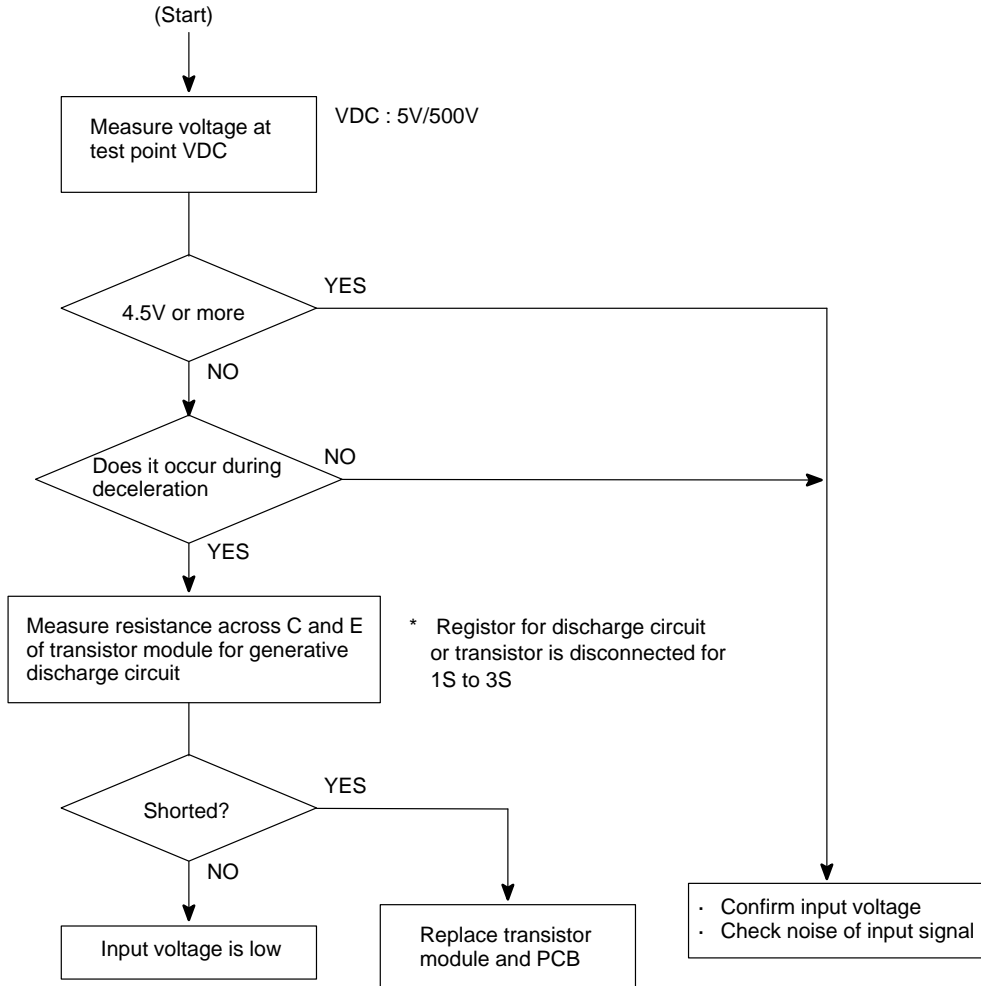 (Start)
Measure voltage at
test point VDC
VDC : 5V/500V
4.5V or more
YES
NO
Does it occur during
deceleration
NO
YES
Measure resistance across C and E
of transistor module for generative
discharge circuit
* Registor for discharge circuit
or transistor is disconnected for
1S to 3S
Shorted?
YES
NO
Input voltage is low
Replace transistor
module and PCB
· Confirm input voltage
· Check noise of input signal